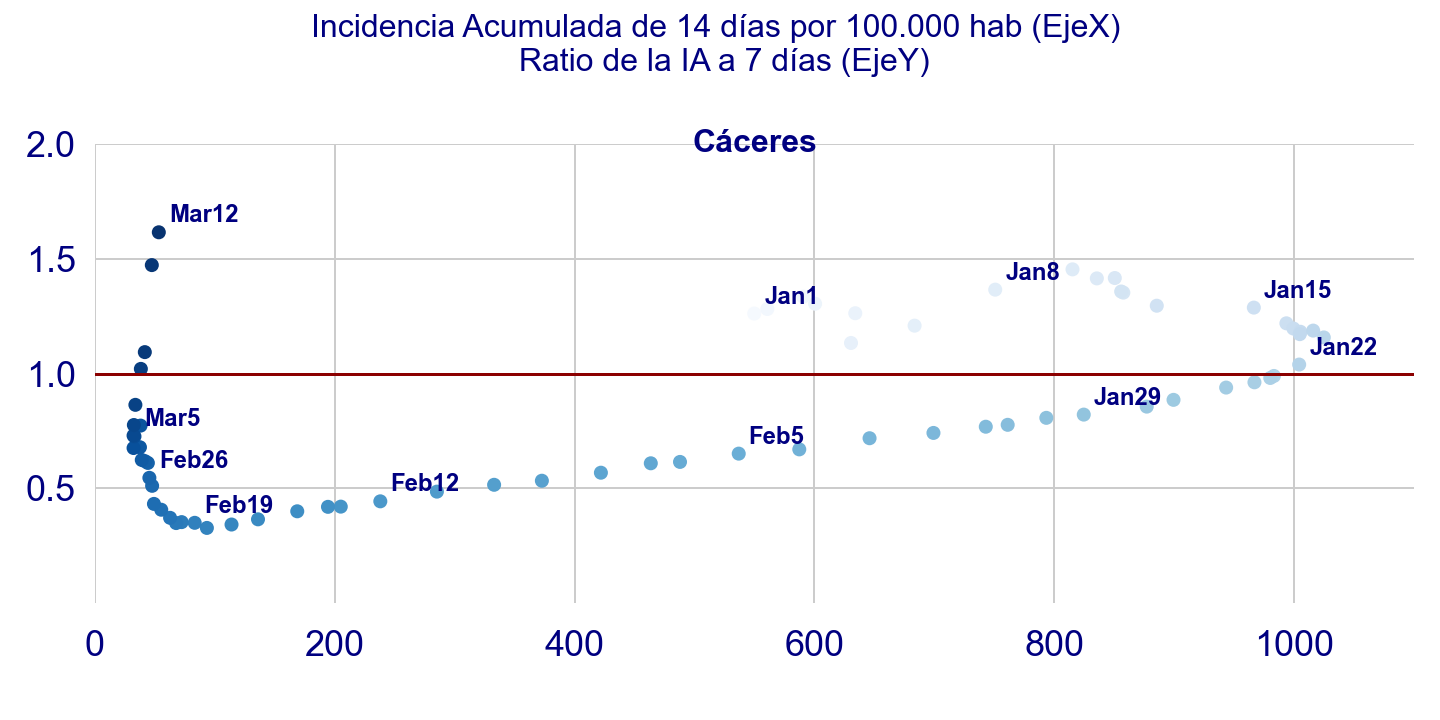 Incidencia Acumulada de 14 días por 100.000 hab (EjeX)
Ratio de la IA a 7 días (EjeY)
Cáceres
2.0
Mar12
1.5
Jan8
Jan1
Jan15
Jan22
1.0
Jan29
Mar5
Feb5
Feb26
Feb12
0.5
Feb19
0 200 400 600 800 1000